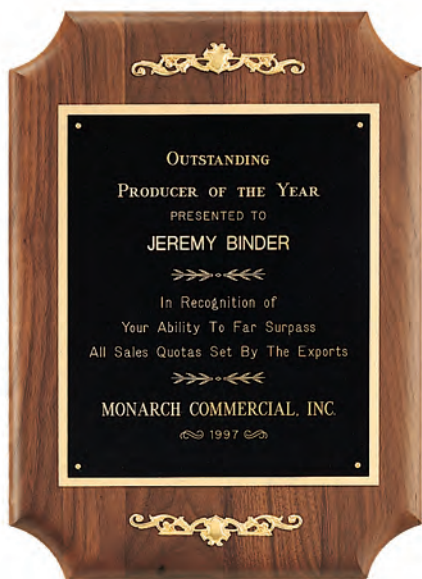 OUTSTANDING
PRODUCER OF THE YEAR
PRESENTED TO
JEREMY BINDER
In Recognition of
Your Ability To Far Surpass
All Sales Quotas Set By The Exports
MONARCH COMMERCIAL, INC.
1997